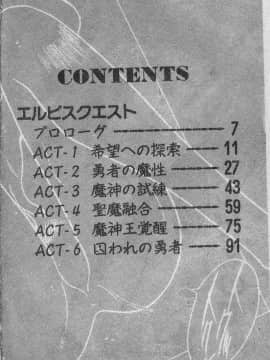 CONTENTS
エルピスクエスト
プロローグ 7
ACT-1 希望への探索 11
ACT-2 勇者の魔性 27
ACT-3 魔神の試練 43
ACT-4 聖魔融合 59
ACT-5 魔神王覚醒 75
ACT-6 囚われの勇者 91